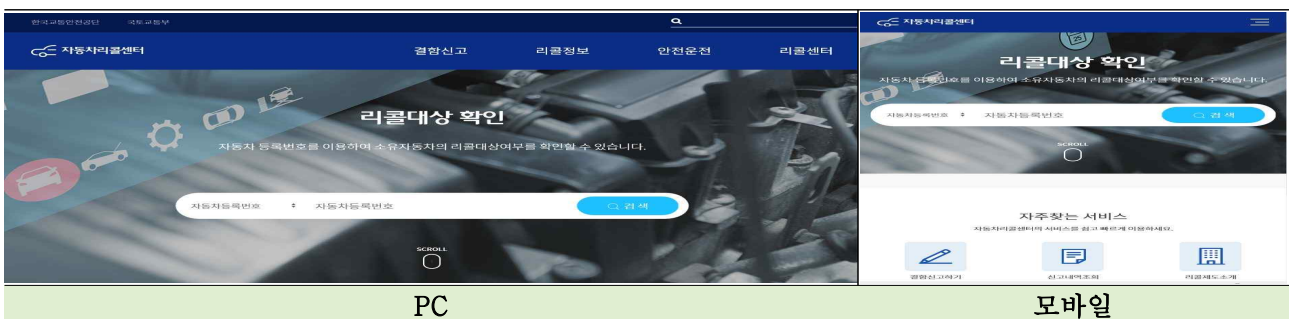 한국교통안전공단 국토교통부
자동차리콜센터 결함신고 리콜정보 안전운전 리콜센터
리콜대상 확인
자동차 등록번호를 이용하여 소유자동차의 리콜대상여부를 확인할 수 있습니다.
자동차등록번호 자동차등록번호 검색
SCROLL
PC
자동차리콜센터
리콜대상 확인
자동차 등록번호를 이용하여 소유자동차의 리콜대상여부를 확인할 수 있습니다.
자동차등록번호 자동차등록번호 검색
SCROLL
자주찾는 서비스
자동차리콜센터의 서비스를 쉽고 빠르게 이용하세요.
결함신고하기 신고내역조회 리콜제도소개
모바일